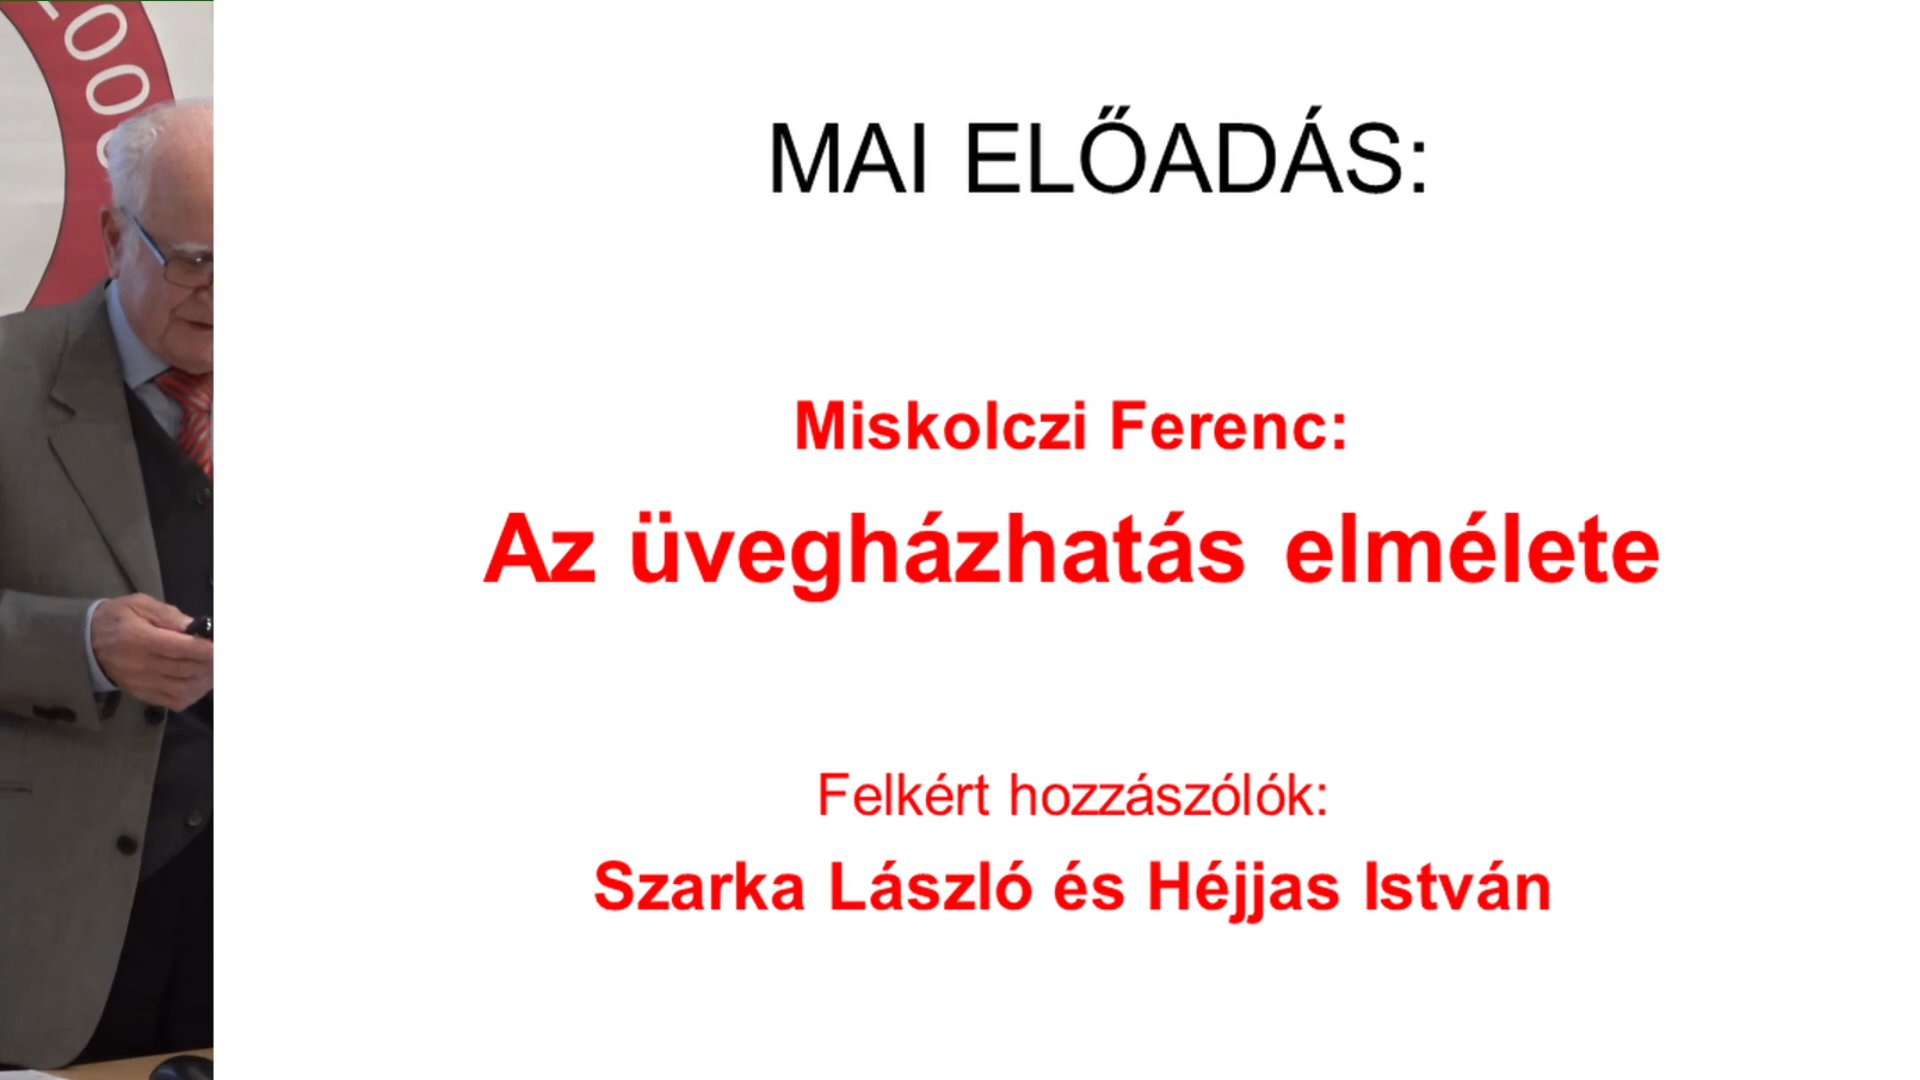 MAI ELŐADÁS:
Miskolczi Ferenc:
Az üvegházhatás elmélete
Felkért hozzászólók:
Szarka László és Héjjas István